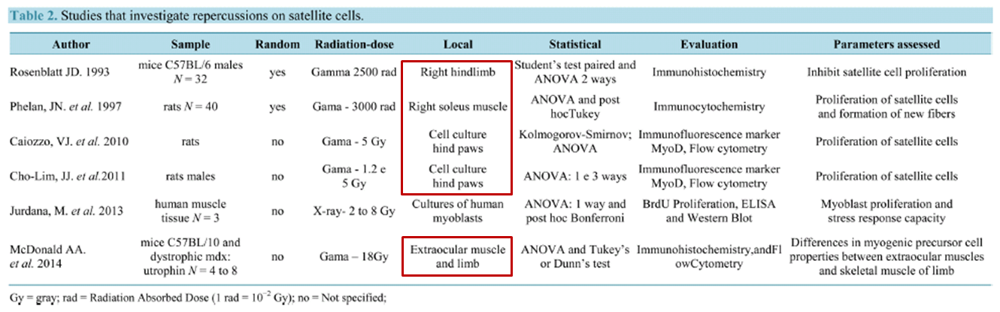 Table 2. Studies that investigate repercussions on satellite cells.
Author Sample Random Radiation-dose Local Statistical Evaluation Parameters assessed
Rosenblatt JD. 1993 mice C57BL/6 males N = 32 yes Gamma 2500 rad Right hindlimb Student's test paired and ANOVA 2 ways Immunohistochemistry Inhibit satellite cell proliferation
Phelan, JN. et al. 1997 rats N = 40 yes Gama - 3000 rad Right soleus muscle ANOVA and post hocTukey Immunocytochemistry Proliferation of satellite cells and formation of new fibers
Caiozzo, VJ. et al. 2010 rats no Gama - 5 Gy Cell culture hind paws Kolmogorov-Smirnov; ANOVA Immunofluorescence marker MyoD, Flow cytometry Proliferation of satellite cells
Cho-Lim, JJ. et al.2011 rats males no Gama - 1.2 e 5 Gy Cell culture hind paws ANOVA: 1 e 3 ways Immunofluorescence marker MyoD, Flow cytometry Proliferation of satellite cells
Jurdana, M. et al. 2013 human muscle tissue N = 3 no X-ray- 2 to 8 Gy Cultures of human myoblasts ANOVA: 1 way and post hoc Bonferroni BrdU Proliferation, ELISA and Western Blot Myoblast proliferation and stress response capacity
McDonald AA. et al. 2014 mice C57BL/10 and dystrophic mdx: utrophin N = 4 to 8 no Gama – 18Gy Extraocular muscle and limb ANOVA and Tukey's or Dunn's test Immunohistochemistry,andFlowCytometry Differences in myogenic precursor cell properties between extraocular muscles and skeletal muscle of limb
Gy = gray; rad = Radiation Absorbed Dose (1 rad = 10⁻² Gy); no = Not specified;